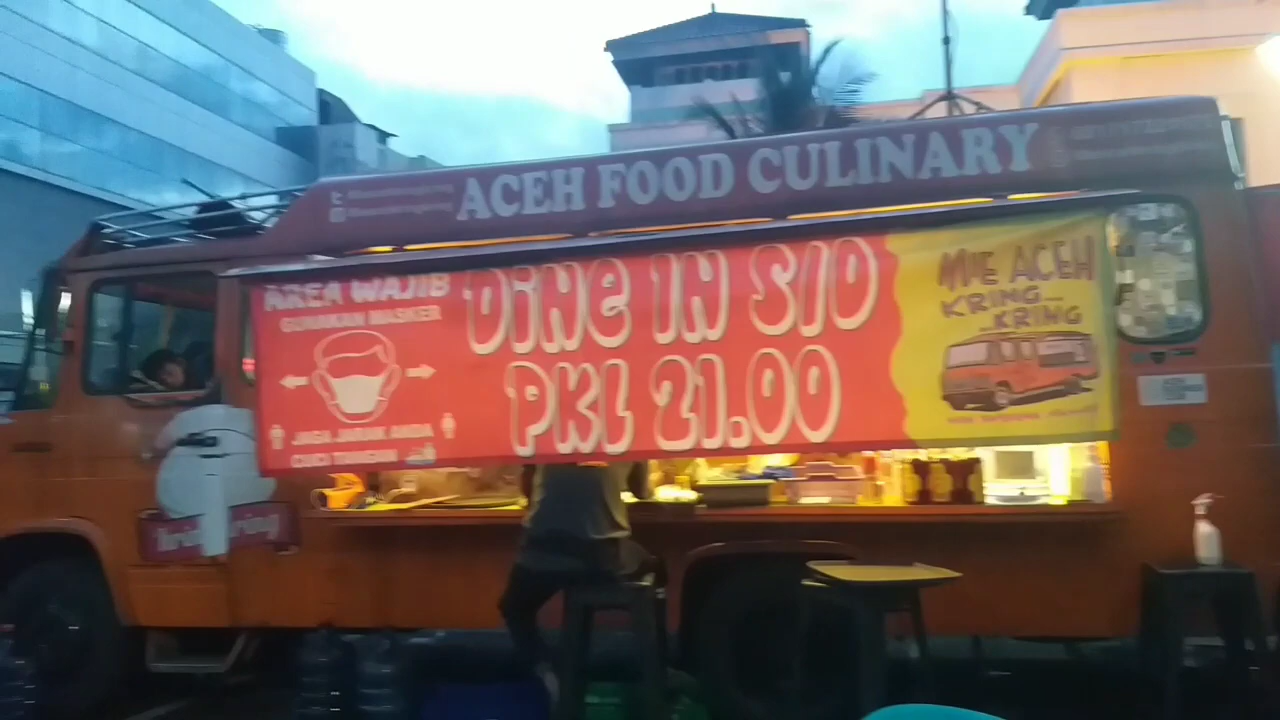 ACEH FOOD CULINARY
AREA WAJIB
GUNAKAN MASKER
JAGA JARAK ANDA
CUCI TANGAN
DINE IN S/D
PKL 21.00
MIE ACEH
KRING...
...KRING